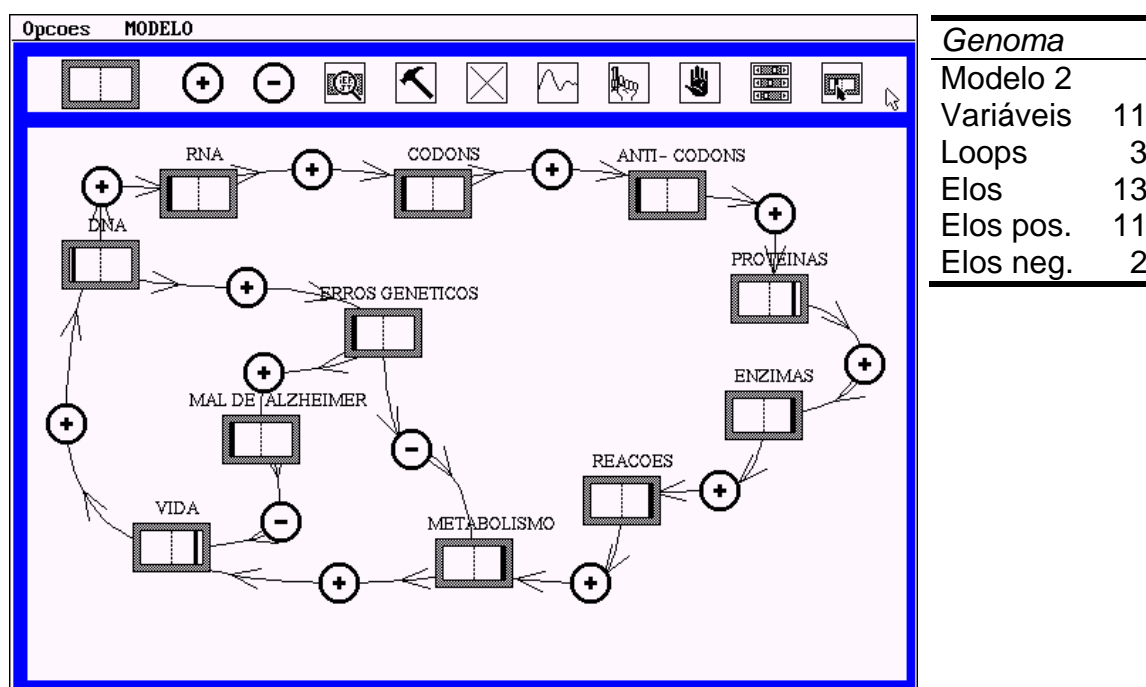 Opcoes MODELO
RNA
CODONS
ANTI- CODONS
DNA
PROTEINAS
ERROS GENETICOS
ENZIMAS
MAL DE ALZHEIMER
REACOES
VIDA
METABOLISMO
Genoma
Modelo 2
Variáveis 11
Loops 3
Elos 13
Elos pos. 11
Elos neg. 2